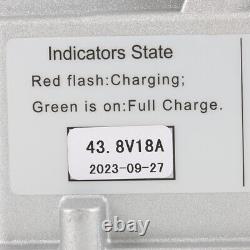 Indicators State
Red flash:Charging;
Green is on:Full Charge.
43.8V18A
2023-09-27